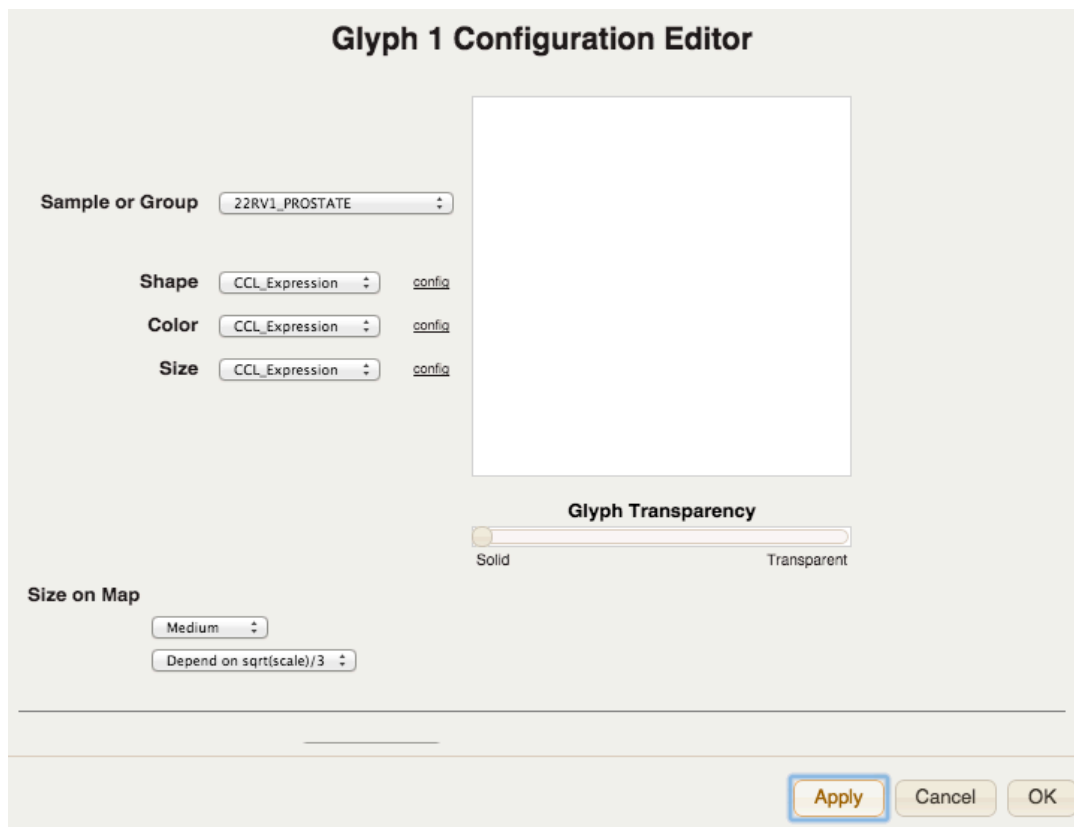 Glyph 1 Configuration Editor
Sample or Group 22RV1_PROSTATE
Shape CCL_Expression config
Color CCL_Expression config
Size CCL_Expression config
Glyph Transparency
Solid Transparent
Size on Map
Medium
Depend on sqrt(scale)/3
Apply Cancel OK